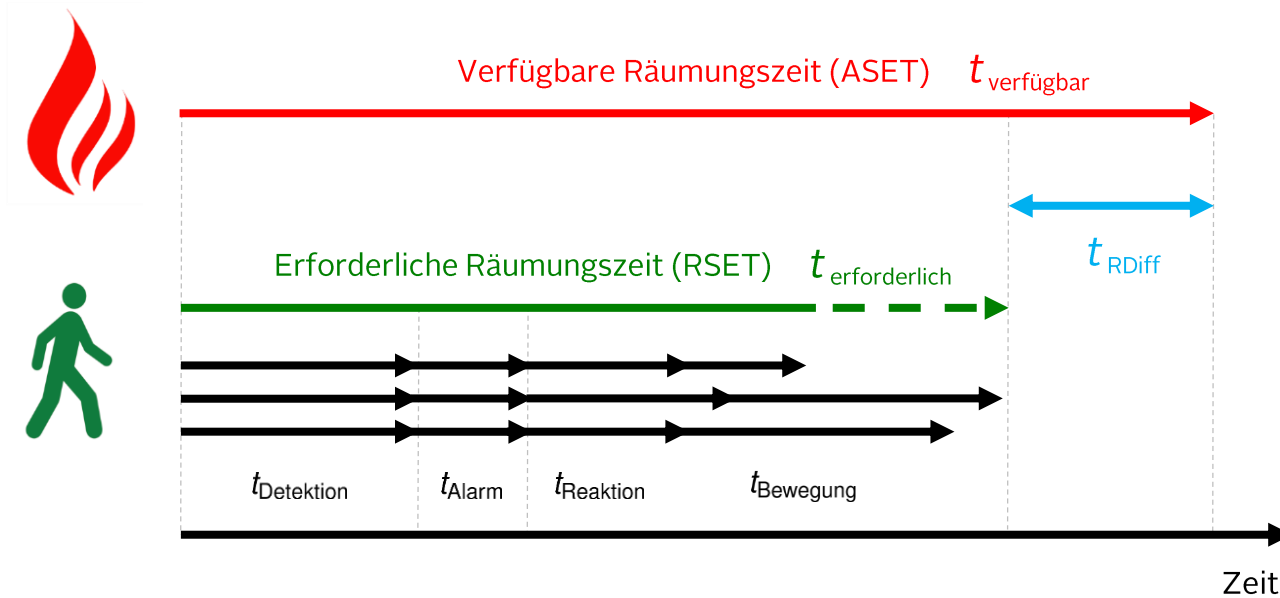 Verfügbare Räumungszeit (ASET) t verfügbar
t RDiff
Erforderliche Räumungszeit (RSET) t erforderlich
tDetektion tAlarm tReaktion tBewegung
Zeit